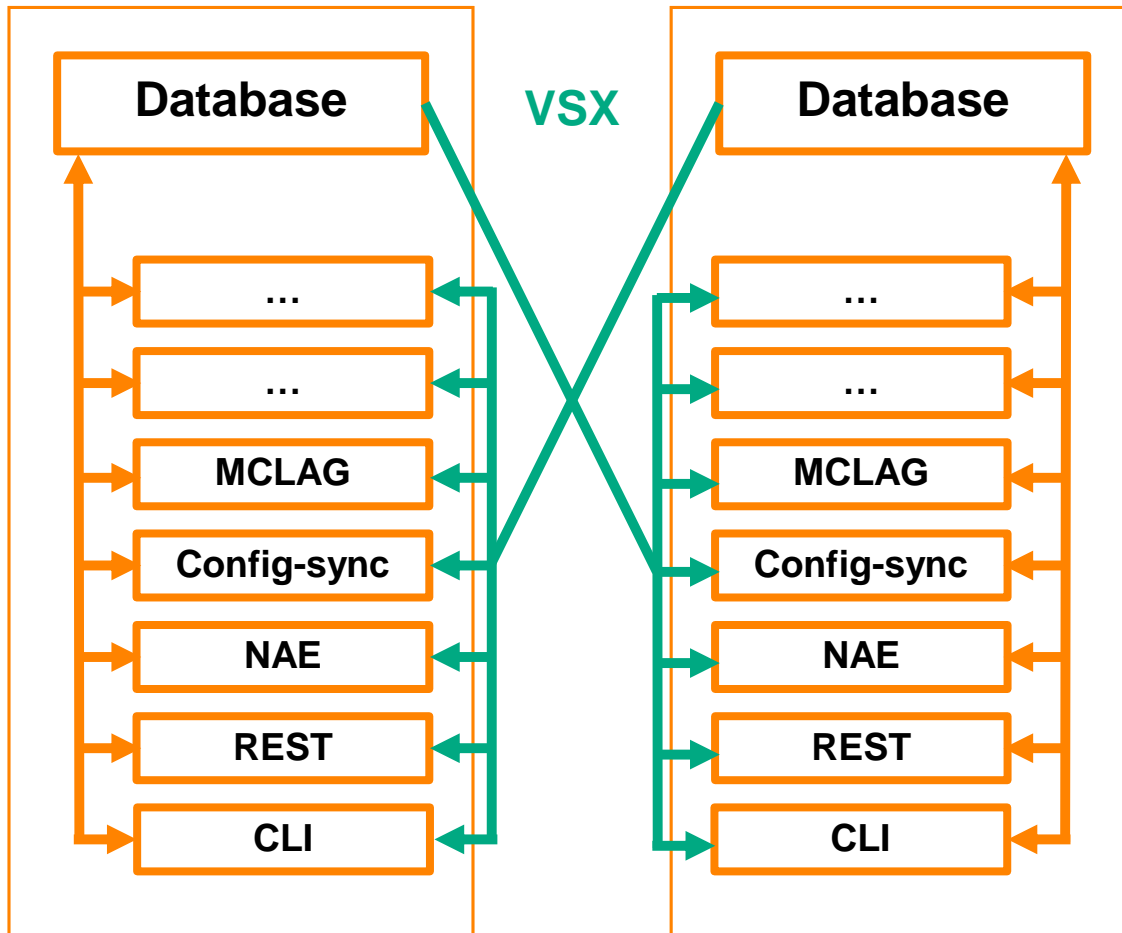 Database
VSX
Database
…
…
MCLAG
Config-sync
NAE
REST
CLI
…
…
MCLAG
Config-sync
NAE
REST
CLI